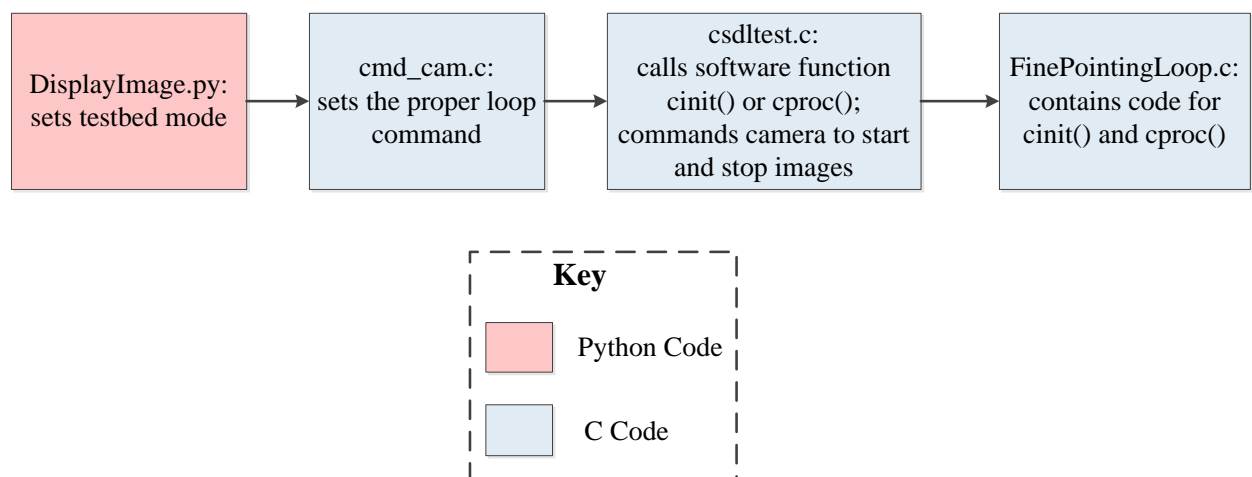 DisplayImage.py:
sets testbed mode
cmd_cam.c:
sets the proper loop
command
csdltest.c:
calls software function
cinit() or cproc();
commands camera to start
and stop images
FinePointingLoop.c:
contains code for
cinit() and cproc()
Key
Python Code
C Code